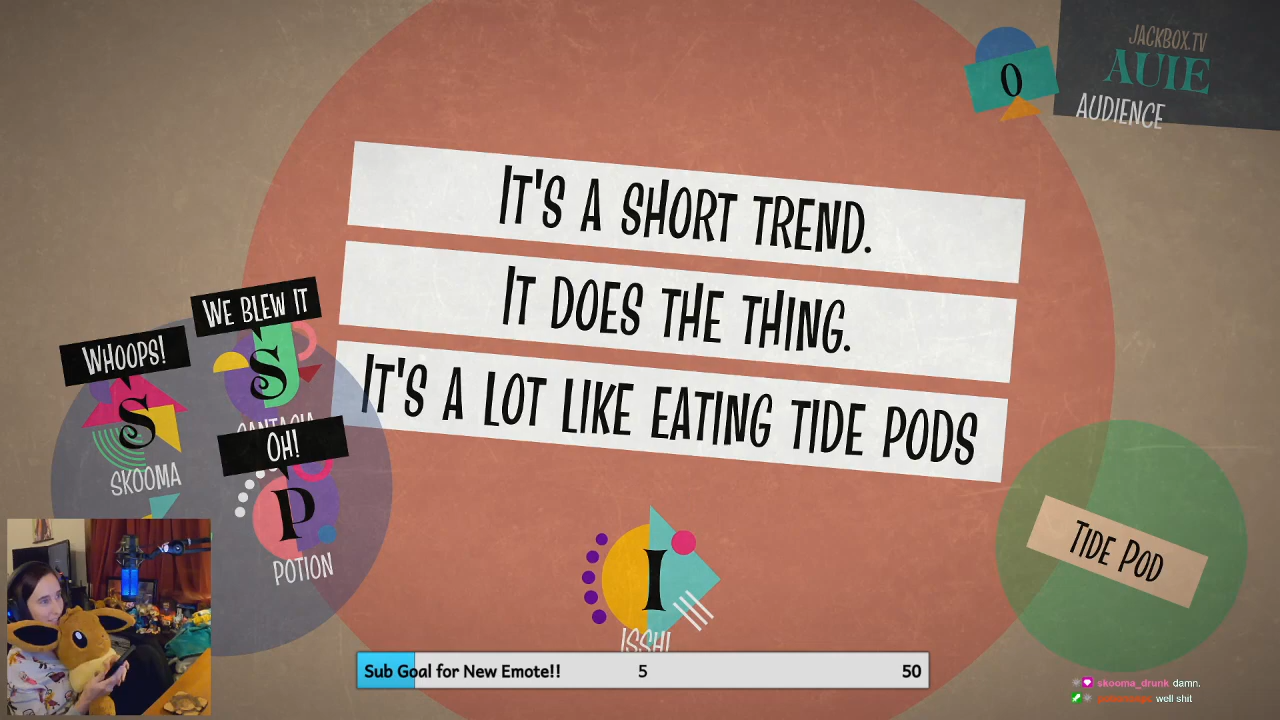 JACKBOX.TV
AUIE
AUDIENCE
0
IT'S A SHORT TREND.
IT DOES THE THING.
IT'S A LOT LIKE EATING TIDE PODS
WE BLEW IT
S
WHOOPS!
S
SKOOMA
OH!
P
POTION
TIDE POD
I
ISSHI
Sub Goal for New Emote!! 5 50
skooma_drunk damn.
well shit